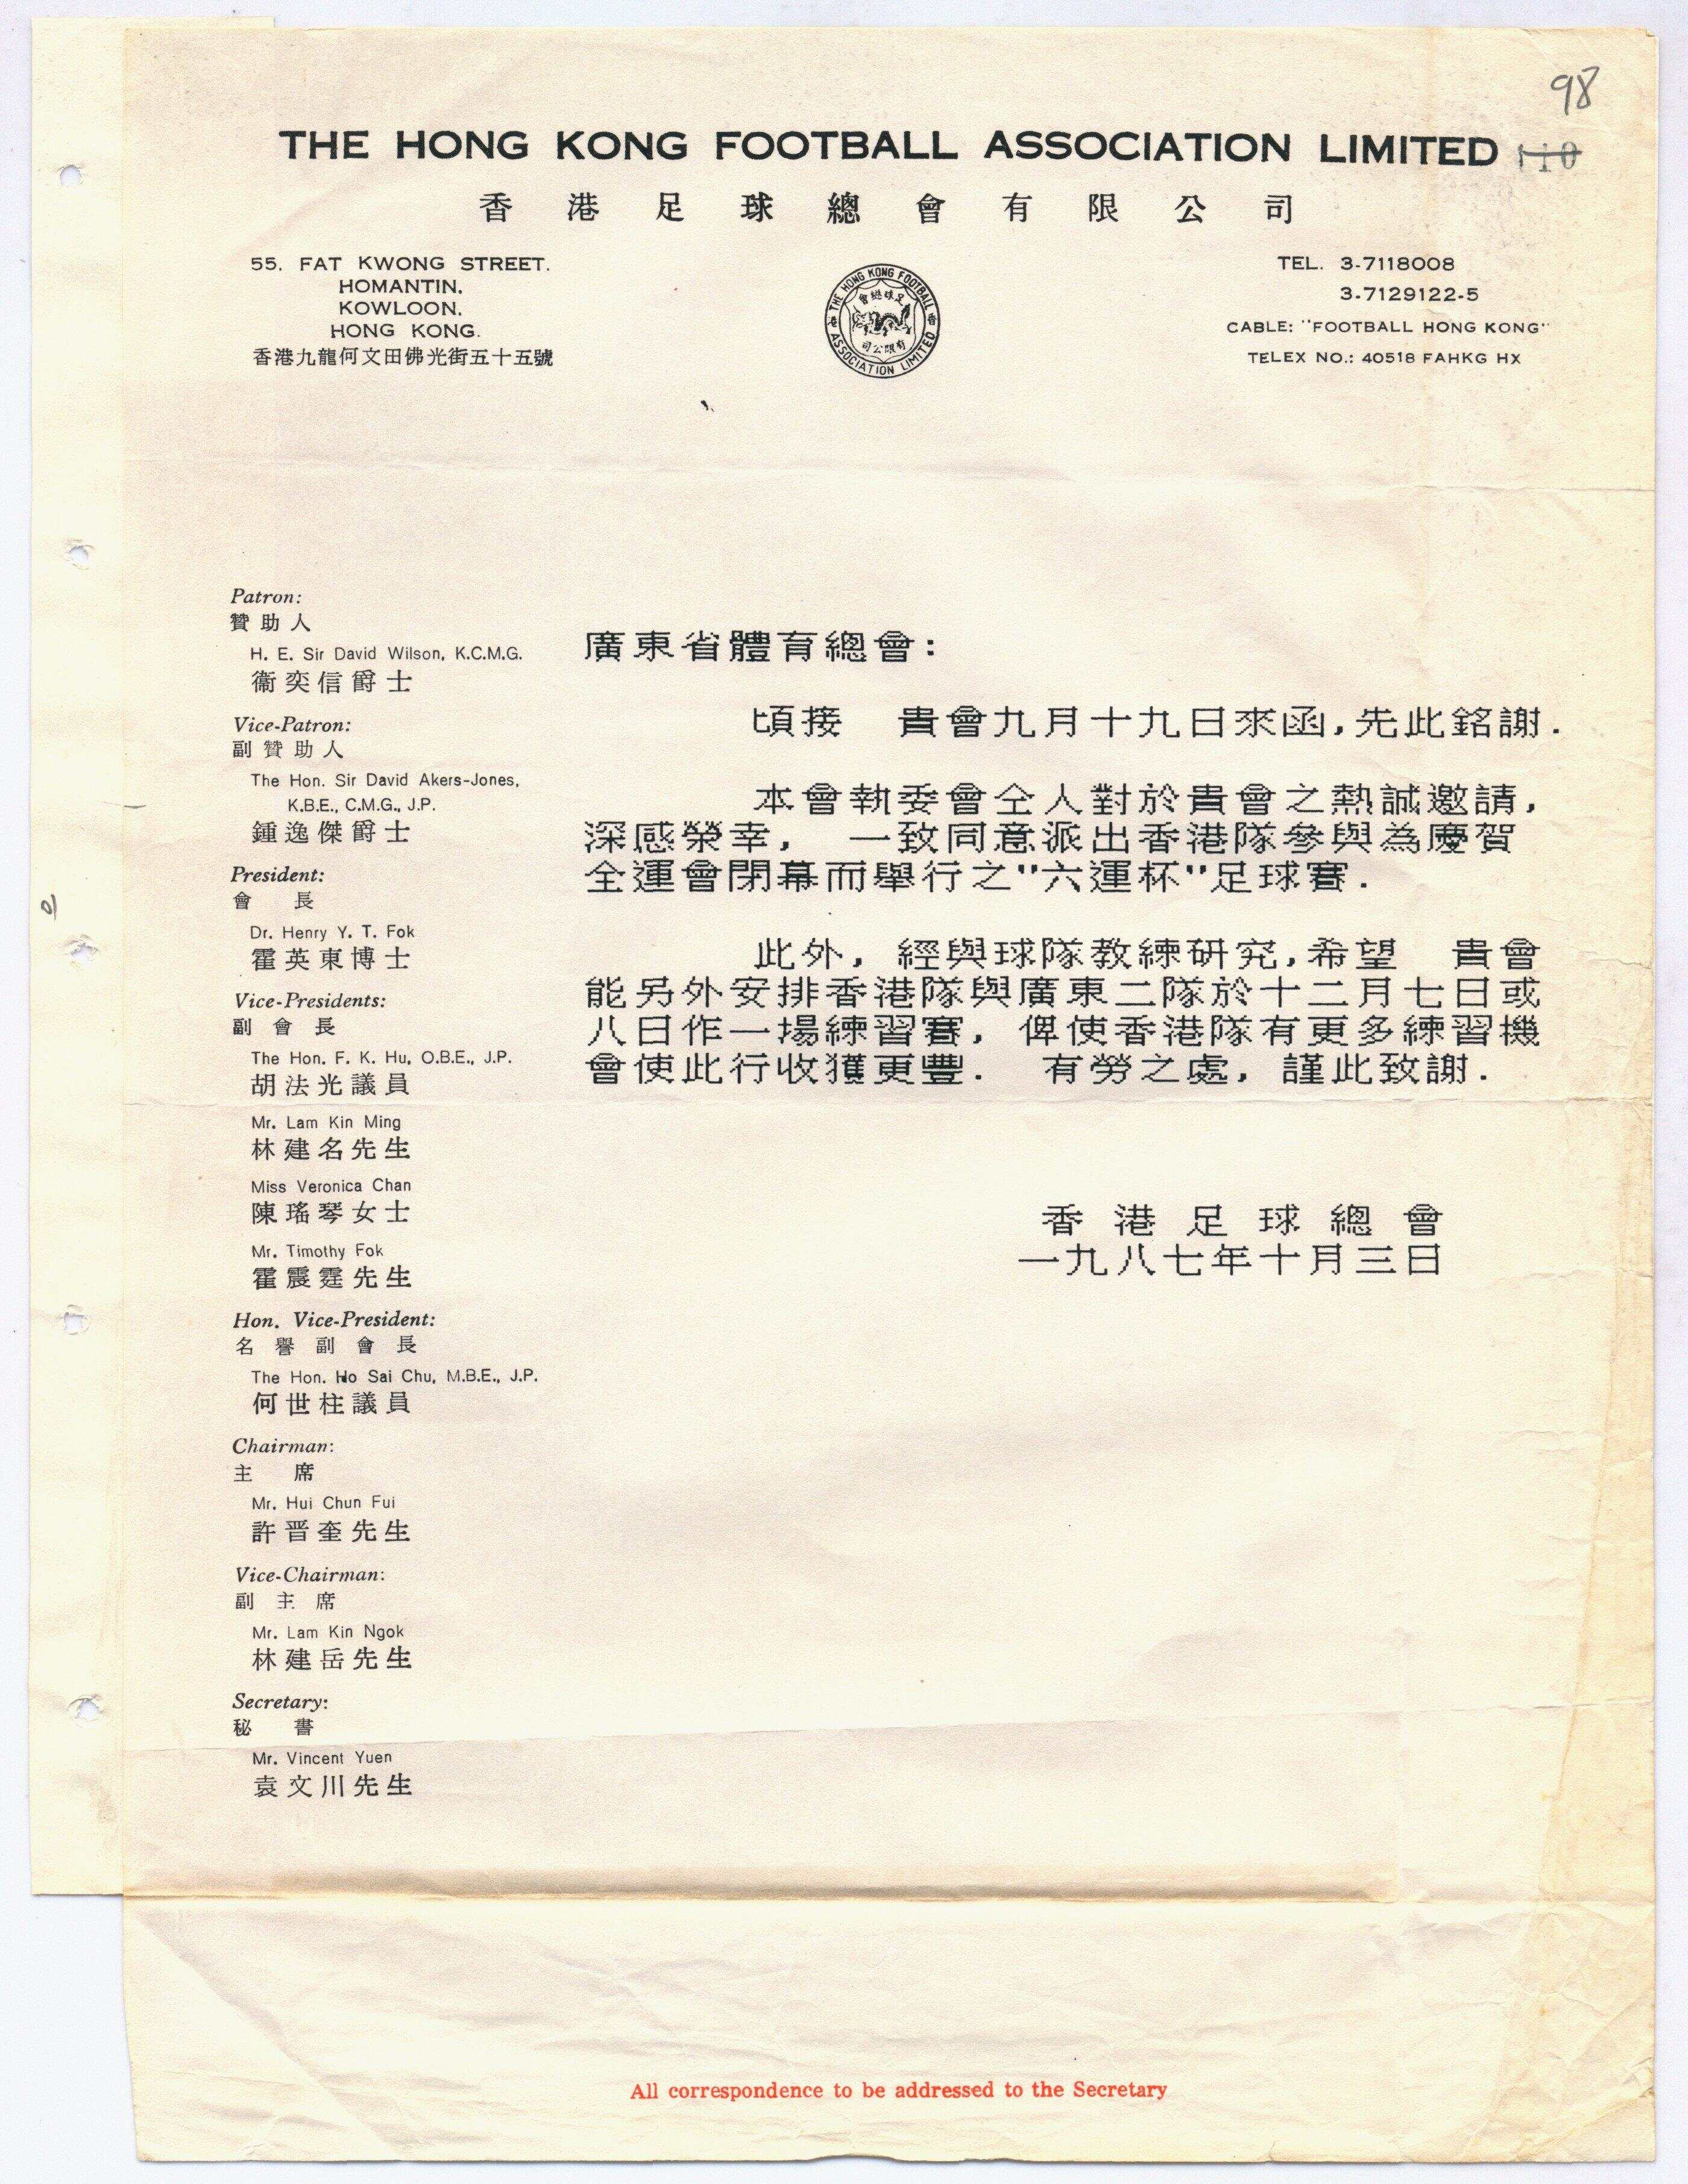 98
THE HONG KONG FOOTBALL ASSOCIATION LIMITED 110
香港足球總會有限公司
55, FAT KWONG STREET,
HOMANTIN,
KOWLOON,
HONG KONG.
香港九龍何文田佛光街五十五號
THE HONG KONG FOOTBALL
會總球足
司公限有
ASSOCIATION LIMITED
TEL. 3-7118008
3-7129122-5
CABLE: "FOOTBALL HONG KONG"
TELEX NO.: 40518 FAHKG HX
Patron:
贊助人
H. E. Sir David Wilson, K.C.M.G.
衞奕信爵士
Vice-Patron:
副贊助人
The Hon. Sir David Akers-Jones,
K.B.E., C.M.G., J.P.
鍾逸傑爵士
President:
會 長
Dr. Henry Y. T. Fok
霍英東博士
Vice-Presidents:
副會長
The Hon. F. K. Hu, O.B.E., J.P.
胡法光議員
Mr. Lam Kin Ming
林建名先生
Miss Veronica Chan
陳瑤琴女士
Mr. Timothy Fok
霍震霆先生
Hon. Vice-President:
名譽副會長
The Hon. Ho Sai Chu, M.B.E., J.P.
何世柱議員
Chairman:
主 席
Mr. Hui Chun Fui
許晋奎先生
Vice-Chairman:
副主席
Mr. Lam Kin Ngok
林建岳先生
Secretary:
秘 書
Mr. Vincent Yuen
袁文川先生
廣東省體育總會:
頃接 貴會九月十九日來函,先此銘謝.
本會執委會仝人對於貴會之熱誠邀請,
深感榮幸, 一致同意派出香港隊參與為慶賀
全運會閉幕而舉行之"六運杯"足球賽.
此外, 經與球隊教練研究,希望 貴會
能另外安排香港隊與廣東二隊於十二月七日或
八日作一場練習賽, 俾使香港隊有更多練習機
會使此行收獲更豐. 有勞之處, 謹此致謝.
香港足球總會
一九八七年十月三日
All correspondence to be addressed to the Secretary